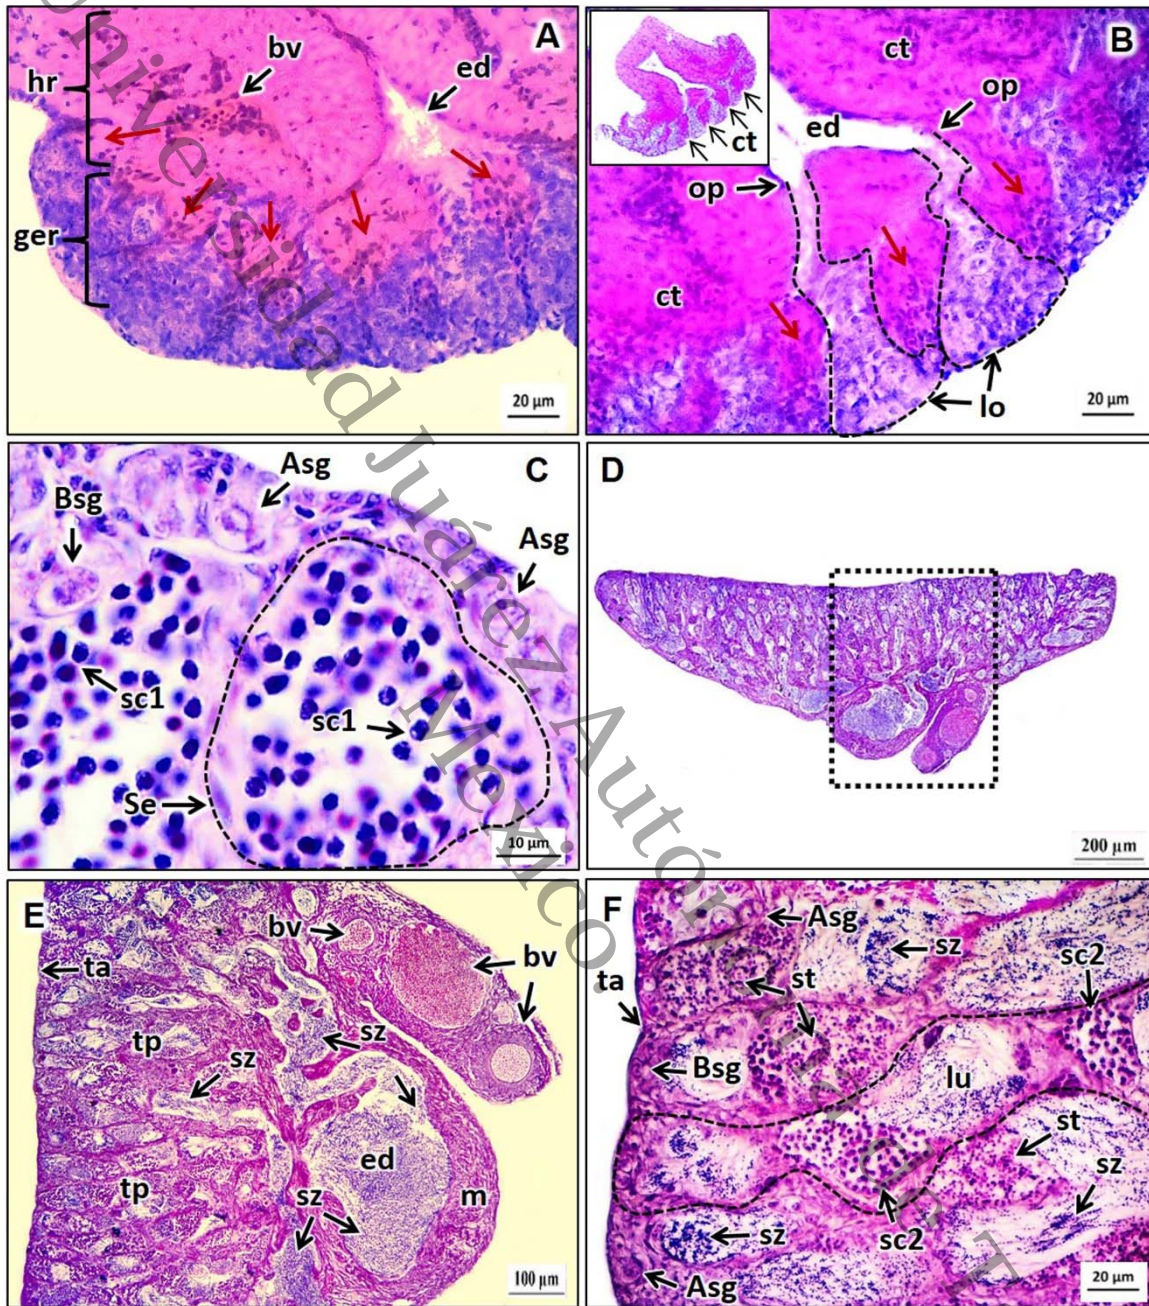 A
hr
bv
ed
ger
20 µm
B
ct
ct
op
ed
op
ct
lo
20 µm
C
Asg
Bsg
Asg
sc1
sc1
Se
10 µm
D
200 µm
E
bv
bv
ta
tp
sz
sz
ed
tp
sz
m
100 µm
F
Asg
sz
sc2
ta
st
Bsg
lu
st
sz
sz
sc2
Asg
20 µm
Universidad Juárez Autónoma de T
México.